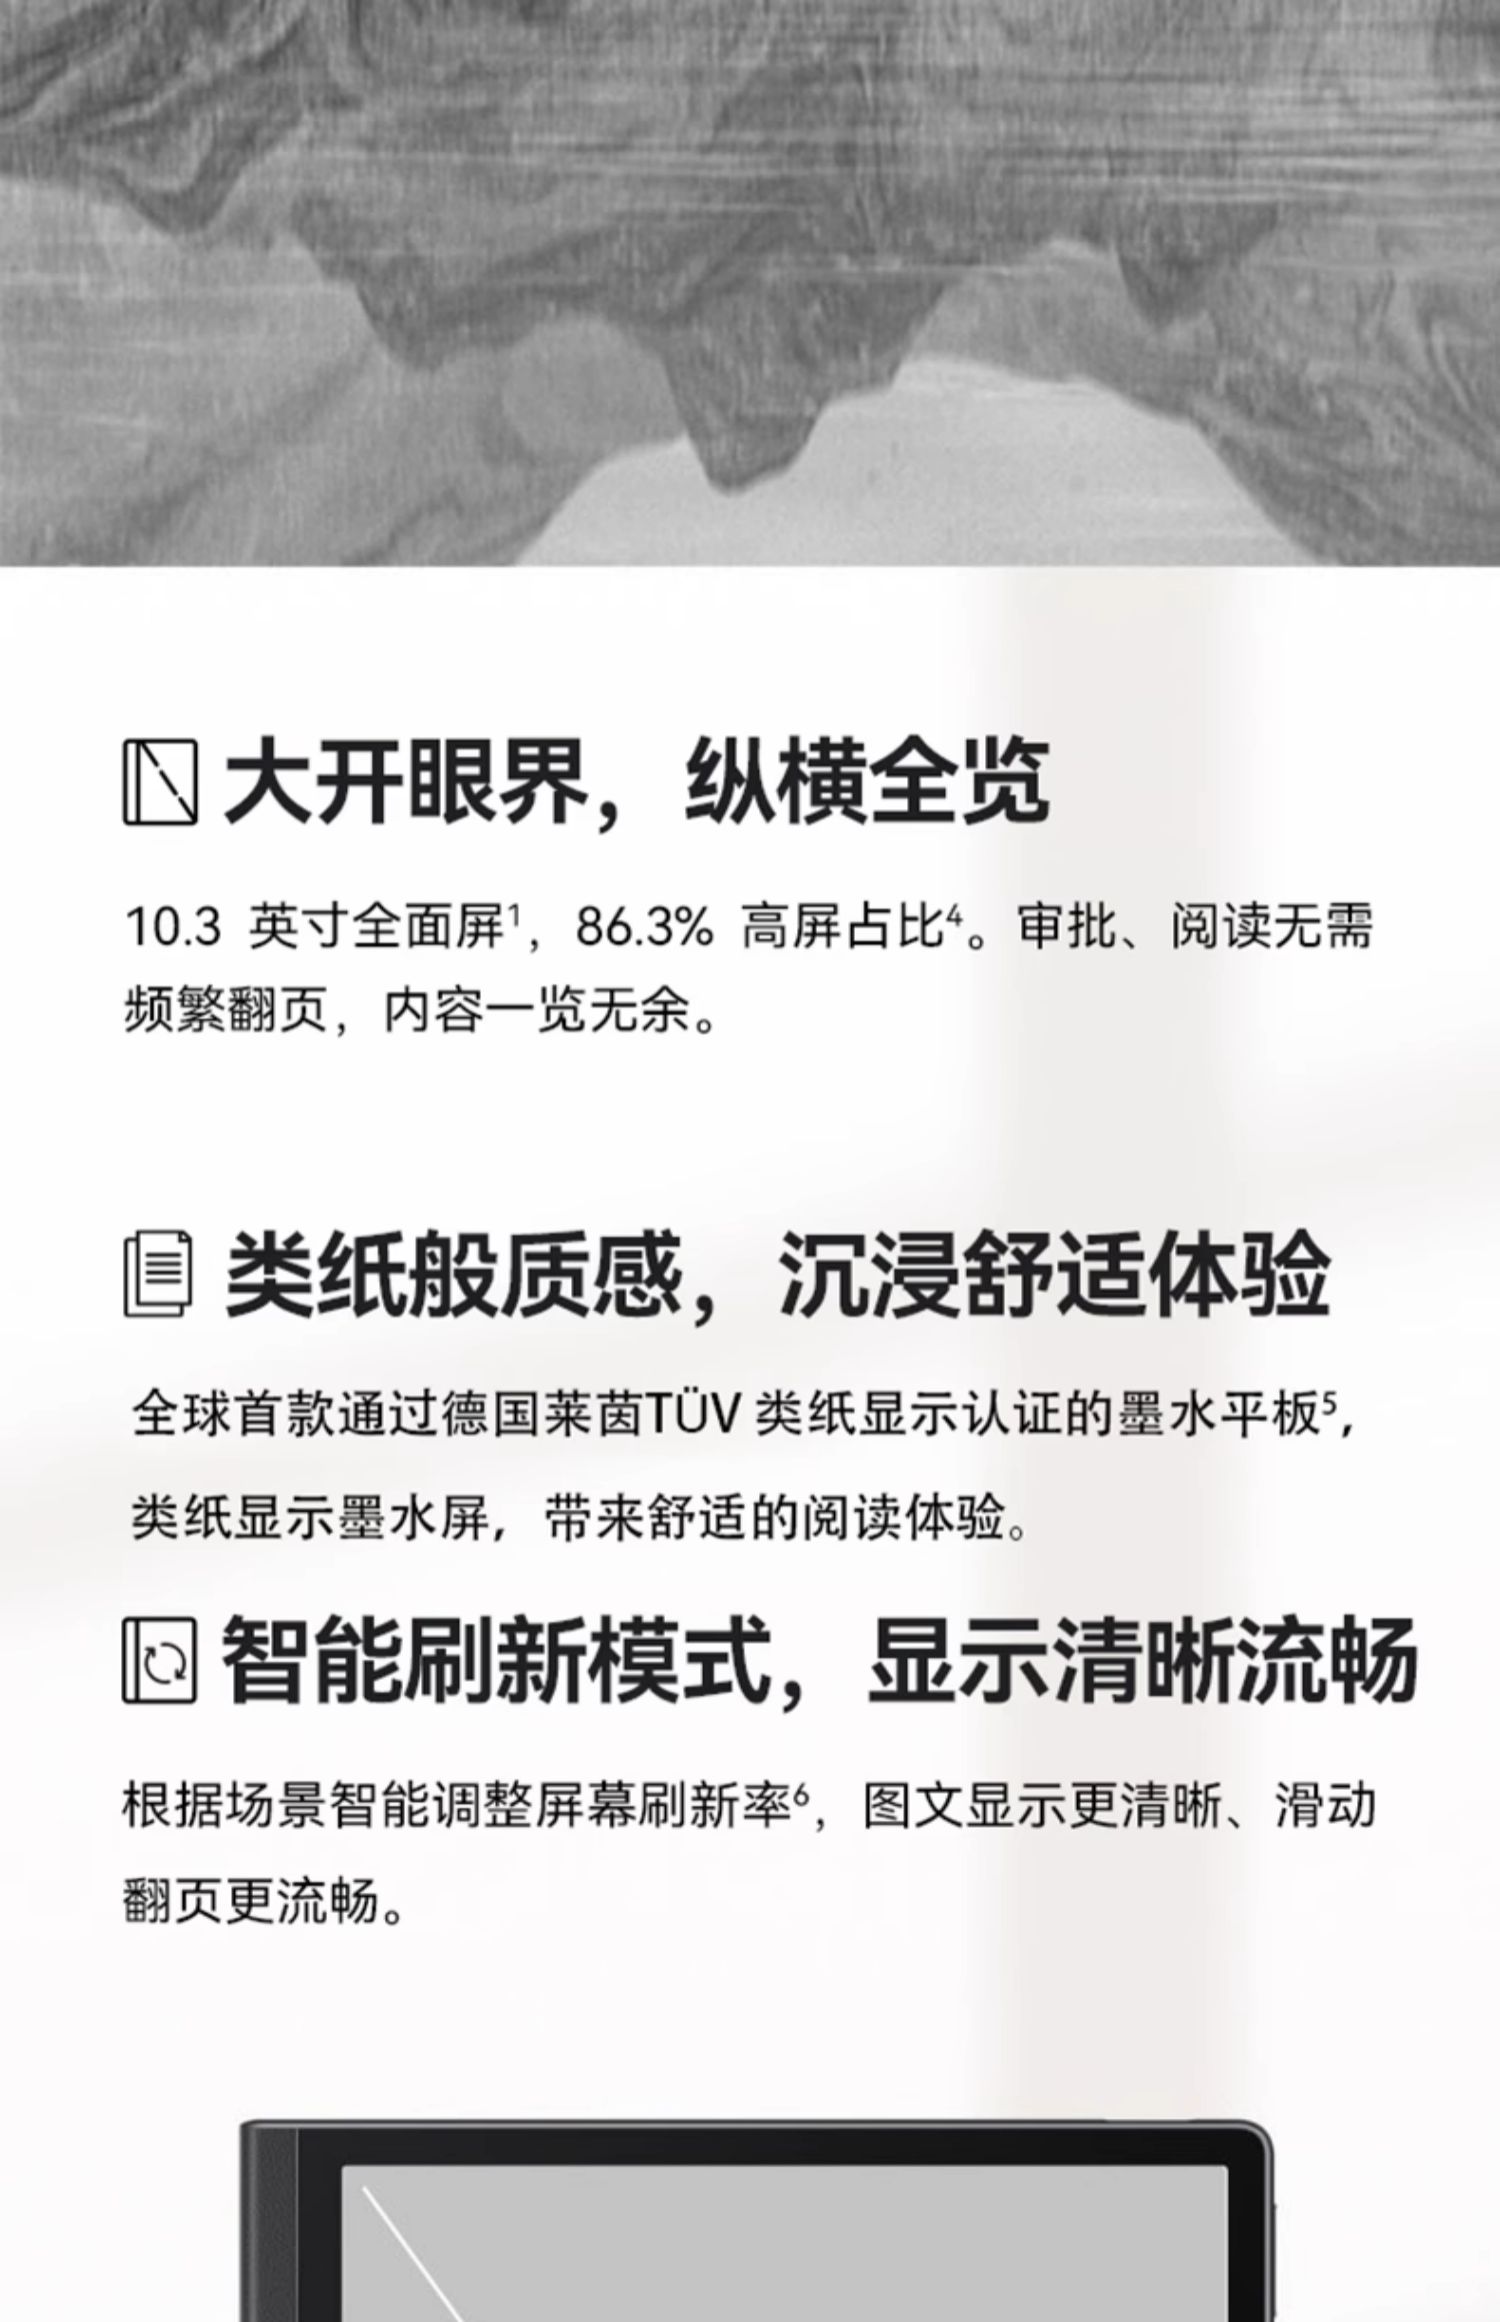 大开眼界，纵横全览
10.3 英寸全面屏¹，86.3% 高屏占比⁴。审批、阅读无需
频繁翻页，内容一览无余。
类纸般质感，沉浸舒适体验
全球首款通过德国莱茵TÜV 类纸显示认证的墨水平板⁵，
类纸显示墨水屏，带来舒适的阅读体验。
智能刷新模式，显示清晰流畅
根据场景智能调整屏幕刷新率⁶，图文显示更清晰、滑动
翻页更流畅。